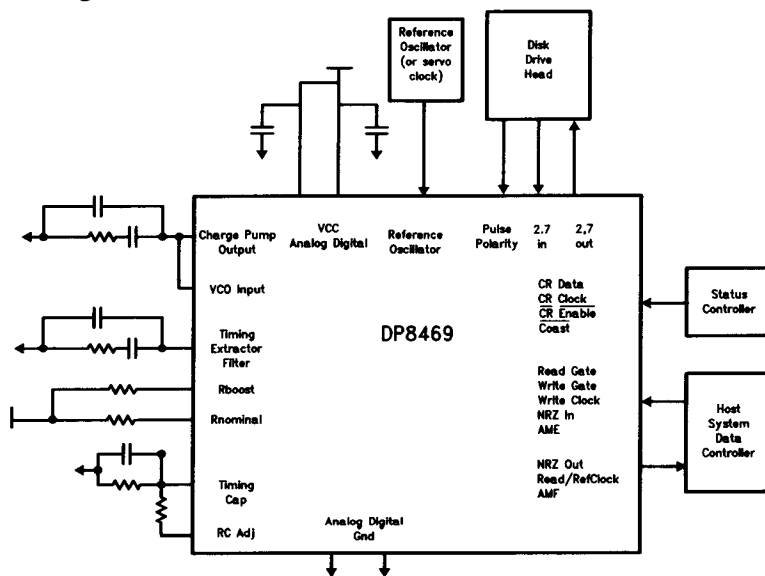 Reference
Oscillator
(or servo
clock)
Disk
Drive
Head
Charge Pump
Output
VCC
Analog Digital
Reference
Oscillator
Pulse
Polarity
2.7
in
2,7
out
VCO Input
CR Data
CR Clock
CR Enable
Coast
Status
Controller
DP8469
Timing
Extractor
Filter
Rboost
Rnominal
Read Gate
Write Gate
Write Clock
NRZ In
AME
Host
System
Data
Controller
NRZ Out
Read/RefClock
AMF
Timing
Cap
RC Adj
Analog Digital
Gnd